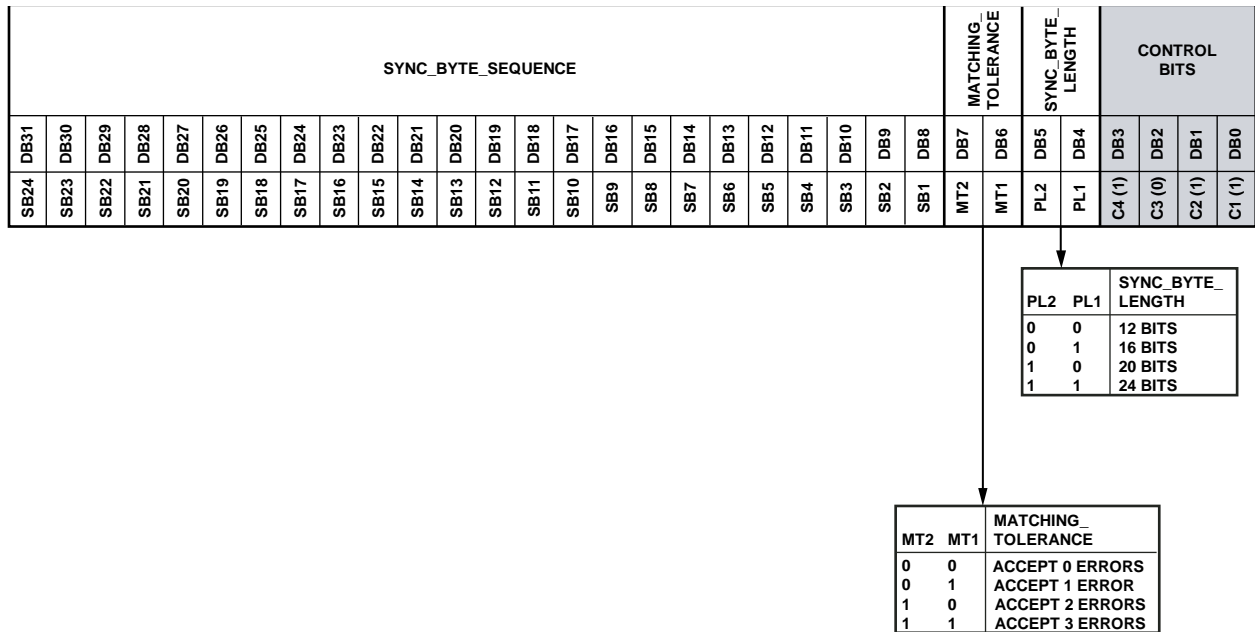 SYNC_BYTE_SEQUENCE
MATCHING_
TOLERANCE
SYNC_BYTE_
LENGTH
CONTROL
BITS
DB31 DB30 DB29 DB28 DB27 DB26 DB25 DB24 DB23 DB22 DB21 DB20 DB19 DB18 DB17 DB16 DB15 DB14 DB13 DB12 DB11 DB10 DB9 DB8 DB7 DB6 DB5 DB4 DB3 DB2 DB1 DB0
SB24 SB23 SB22 SB21 SB20 SB19 SB18 SB17 SB16 SB15 SB14 SB13 SB12 SB11 SB10 SB9 SB8 SB7 SB6 SB5 SB4 SB3 SB2 SB1 MT2 MT1 PL2 PL1 C4 (1) C3 (0) C2 (1) C1 (1)
SYNC_BYTE_
PL2 PL1 LENGTH
0 0 12 BITS
0 1 16 BITS
1 0 20 BITS
1 1 24 BITS
MATCHING_
MT2 MT1 TOLERANCE
0 0 ACCEPT 0 ERRORS
0 1 ACCEPT 1 ERROR
1 0 ACCEPT 2 ERRORS
1 1 ACCEPT 3 ERRORS